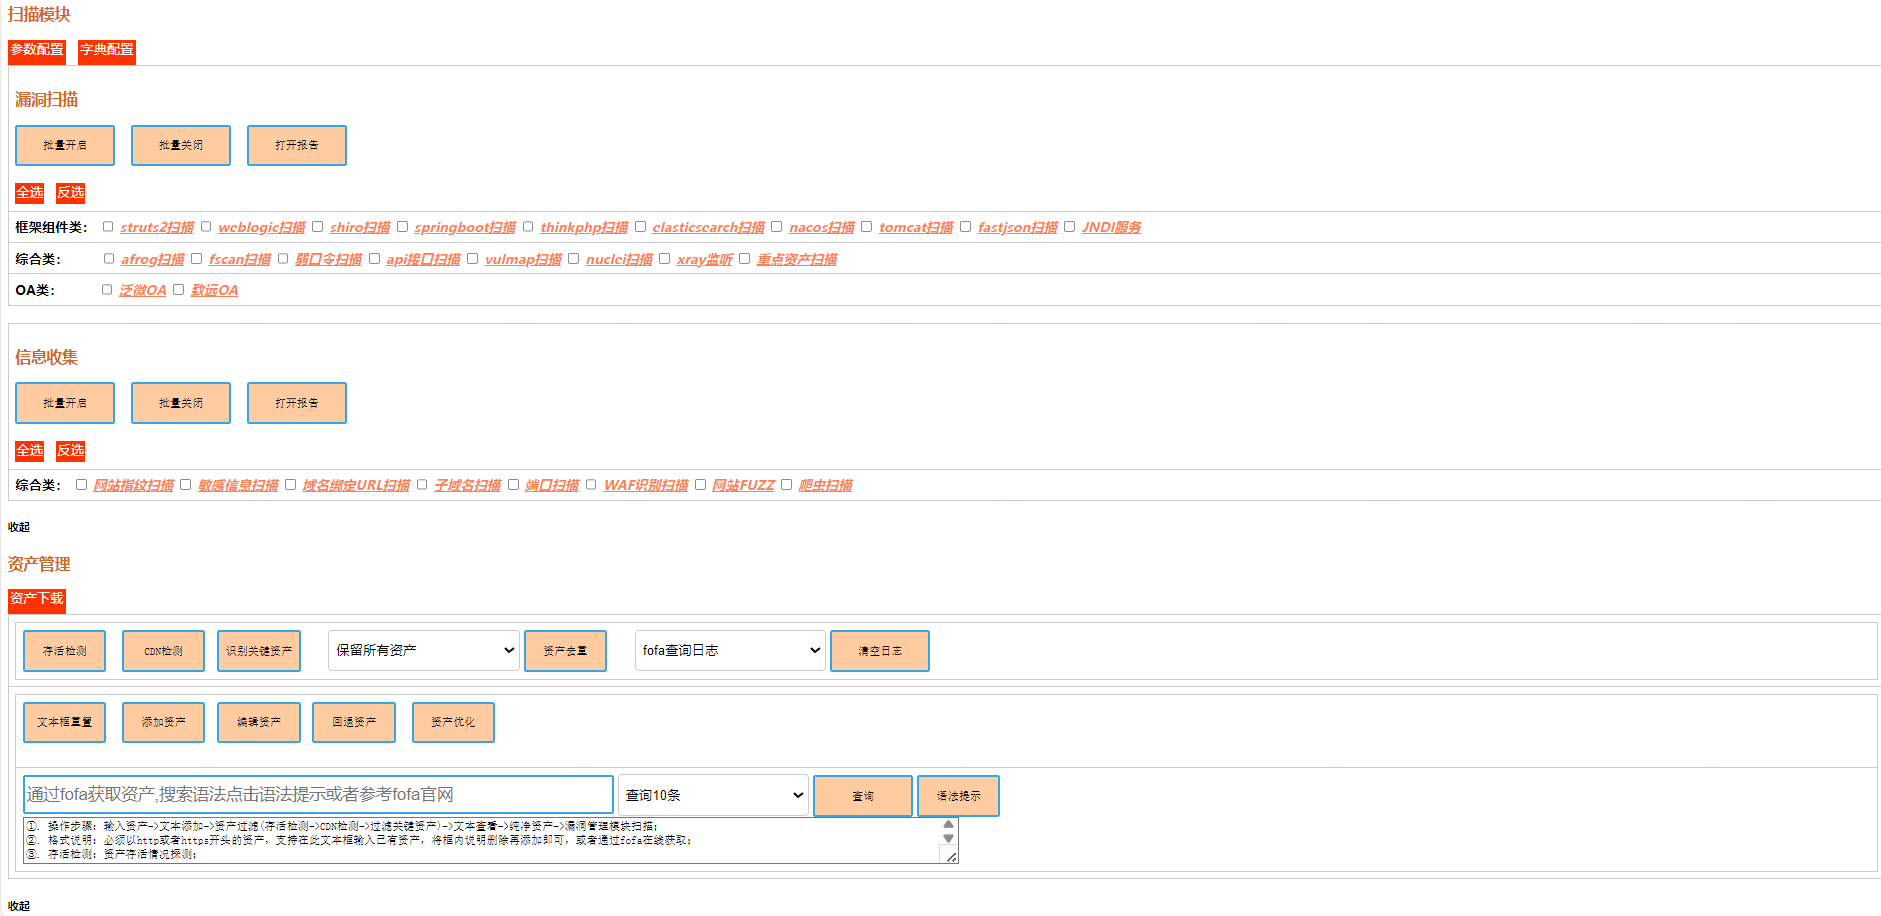 扫描模块
参数配置 字典配置
漏洞扫描
批量开启 批量关闭 打开报告
全选 反选
框架组件类： struts2扫描 weblogic扫描 shiro扫描 springboot扫描 thinkphp扫描 elasticsearch扫描 nacos扫描 tomcat扫描 fastjson扫描 JNDI服务
综合类： afrog扫描 fscan扫描 弱口令扫描 api接口扫描 vulmap扫描 nuclei扫描 xray监听 重点资产扫描
OA类： 泛微OA 致远OA
信息收集
批量开启 批量关闭 打开报告
全选 反选
综合类： 网站指纹扫描 敏感信息扫描 域名绑定URL扫描 子域名扫描 端口扫描 WAF识别扫描 网站FUZZ 爬虫扫描
收起
资产管理
资产下载
存活检测 CDN检测 识别关键资产 保留所有资产 资产去重 fofa查询日志 清空日志
文本框重置 添加资产 编辑资产 回退资产 资产优化
通过fofa获取资产,搜索语法点击语法提示或者参考fofa官网 查询10条 查询 语法提示
①. 操作步骤：输入资产->文本添加->资产过滤(存活检测->CDN检测->过滤关键资产)->文本查看->纯净资产->漏洞管理模块扫描；
②. 格式说明：必须以http或者https开头的资产，支持在此文本框输入已有资产，将框内说明删除再添加即可，或者通过fofa在线获取；
③. 存活检测：资产存活情况探测；
收起